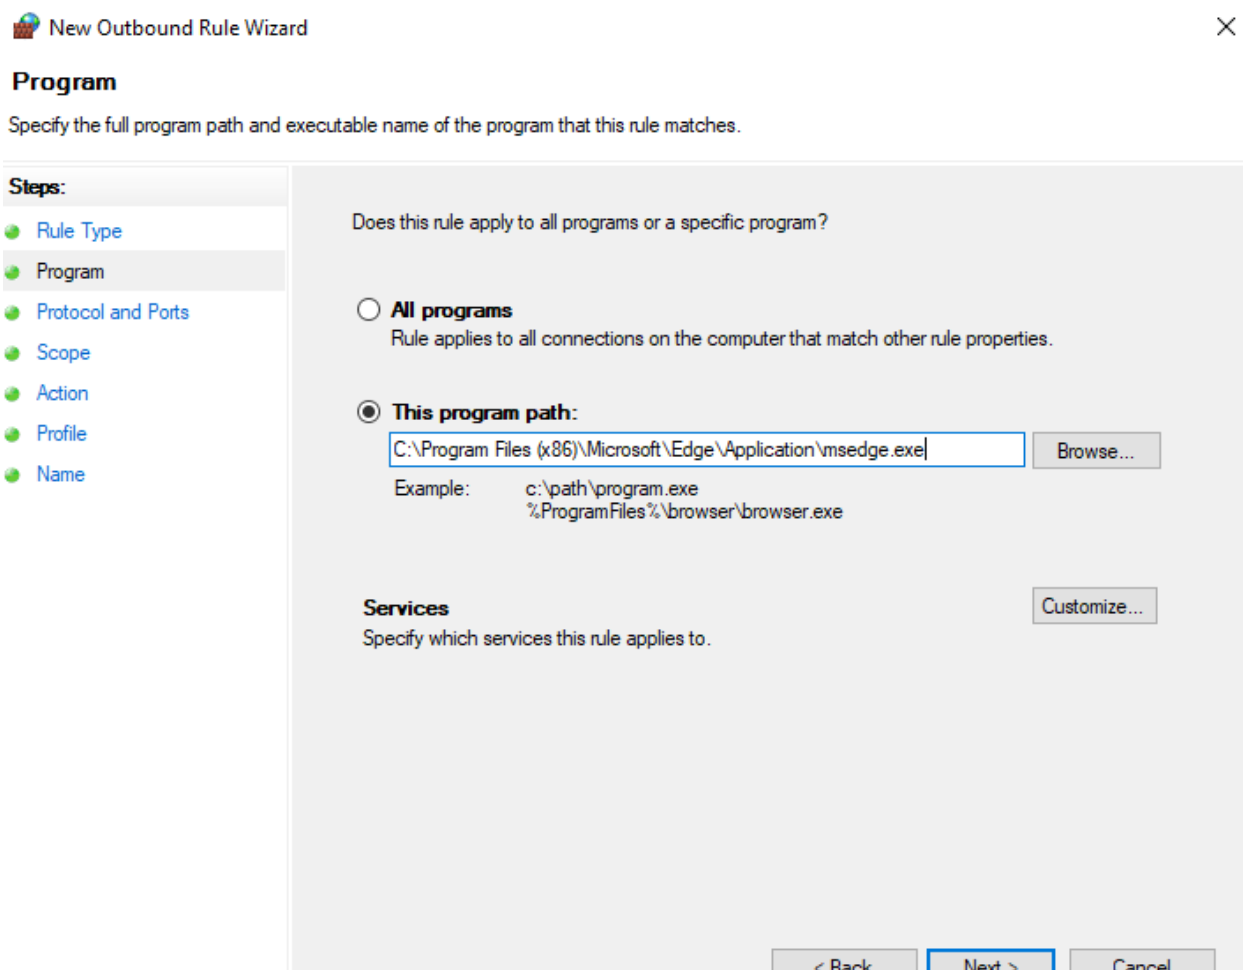 New Outbound Rule Wizard
Program
Specify the full program path and executable name of the program that this rule matches.
Steps:
Rule Type
Program
Protocol and Ports
Scope
Action
Profile
Name
Does this rule apply to all programs or a specific program?
All programs
Rule applies to all connections on the computer that match other rule properties.
This program path:
C:\Program Files (x86)\Microsoft\Edge\Application\msedge.exe
Browse...
Example: c:\path\program.exe
%ProgramFiles%\browser\browser.exe
Services
Customize...
Specify which services this rule applies to.
< Back Next > Cancel